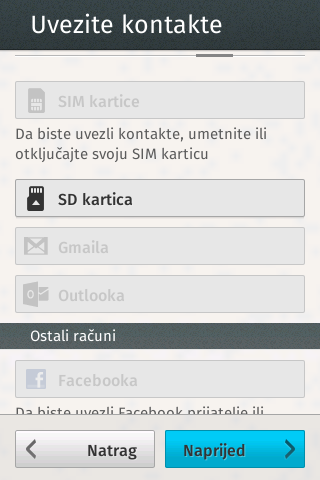 Uvezite kontakte
SIM kartice
Da biste uvezli kontakte, umetnite ili
otključajte svoju SIM karticu
SD kartica
Gmaila
Outlooka
Ostali računi
Facebooka
Da biste uvezli Facebook prijatelje ili
Natrag
Naprijed